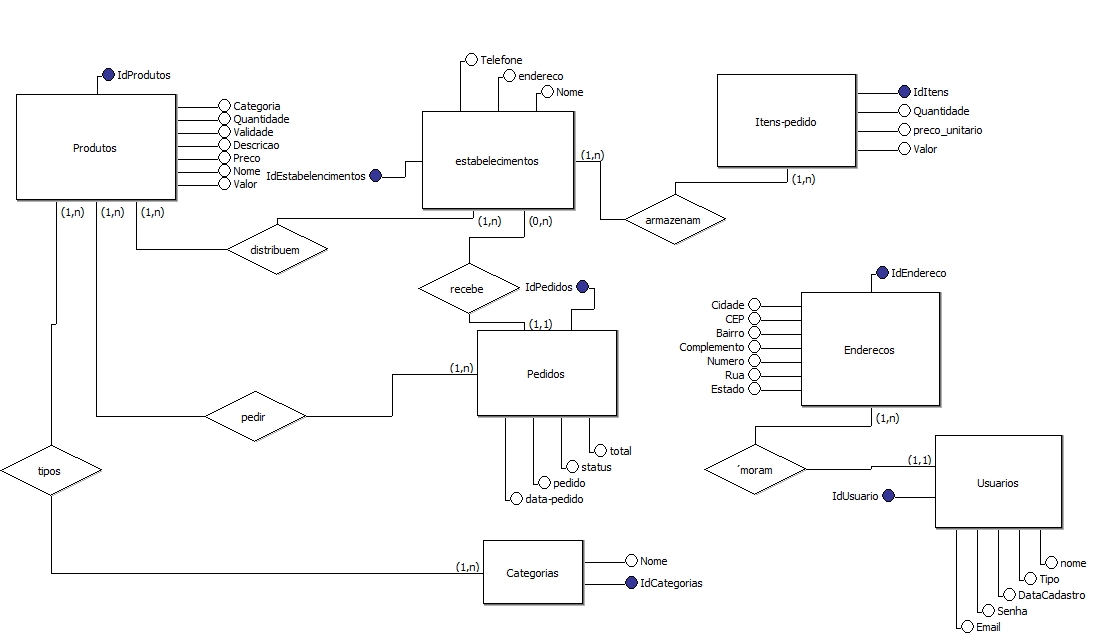 IdProdutos
Produtos
Categoria
Quantidade
Validade
Descricao
Preco
Nome
Valor
(1,n)
(1,n)
(1,n)
Telefone
endereco
Nome
estabelecimentos
IdEstabelencimentos
(1,n)
(1,n)
(0,n)
Itens-pedido
IdItens
Quantidade
preco_unitario
Valor
(1,n)
armazenam
distribuem
recebe
IdPedidos
(1,1)
Pedidos
(1,n)
pedir
total
status
pedido
data-pedido
IdEndereco
Cidade
CEP
Bairro
Complemento
Numero
Rua
Estado
Enderecos
(1,n)
´moram
(1,1)
IdUsuario
Usuarios
nome
Tipo
DataCadastro
Senha
Email
tipos
(1,n)
Categorias
Nome
IdCategorias